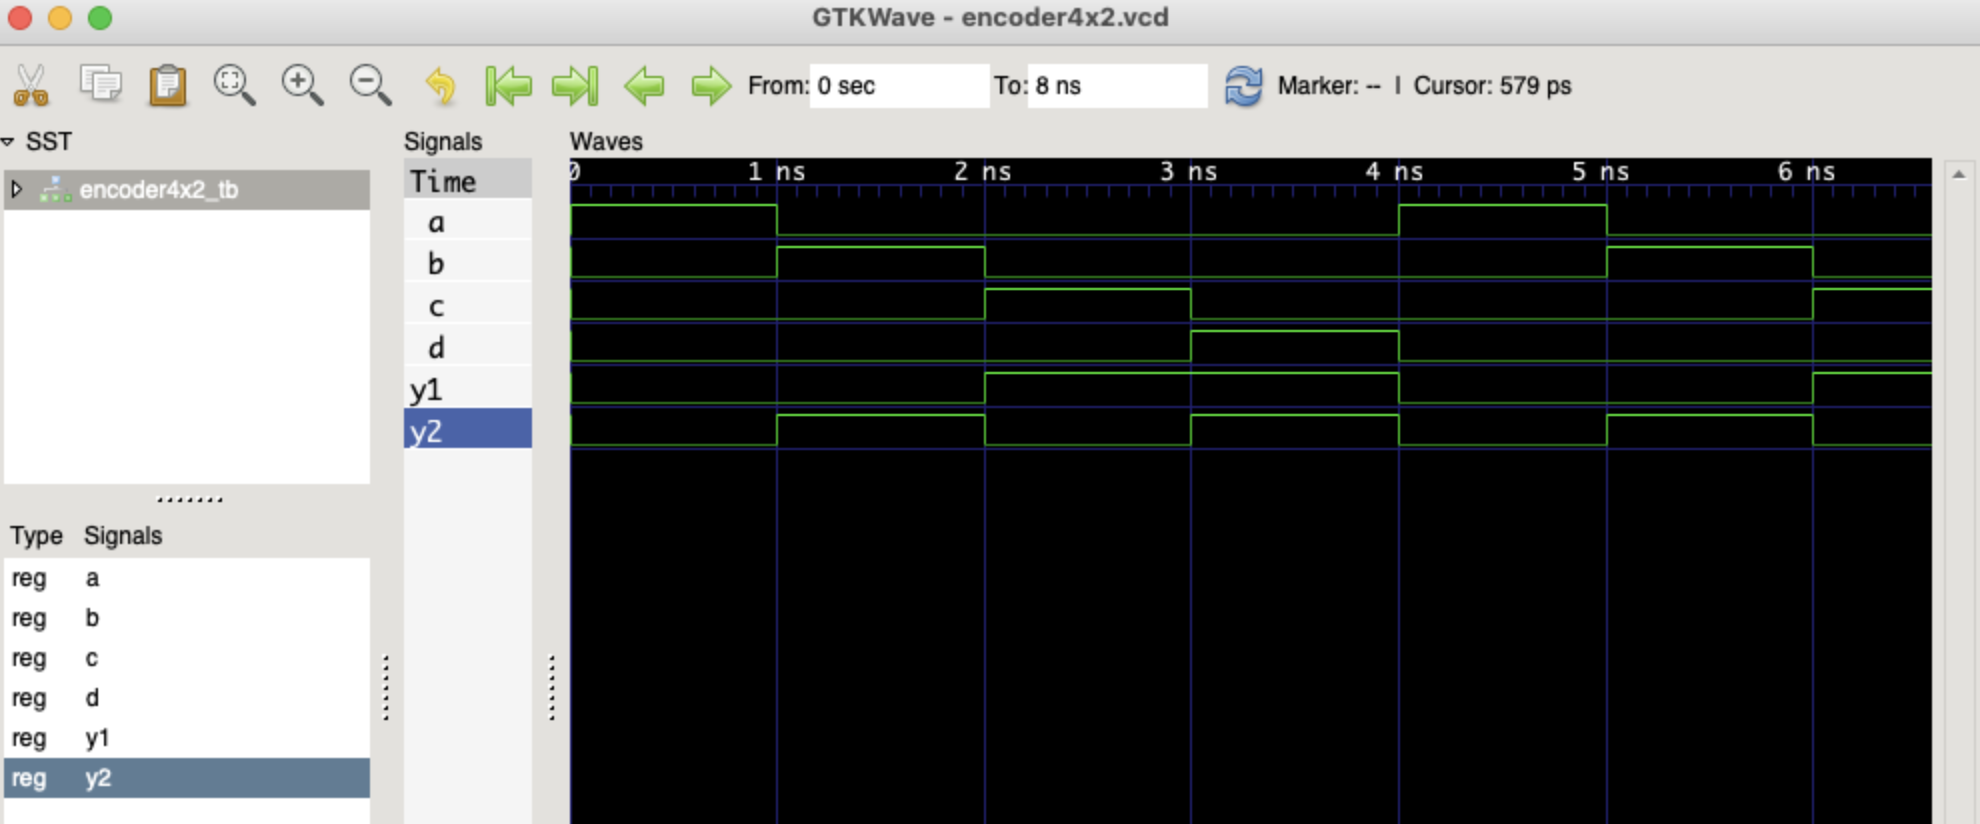 GTKWave - encoder4x2.vcd
From: 0 sec To: 8 ns Marker: -- | Cursor: 579 ps
SST
encoder4x2_tb
Type Signals
reg a
reg b
reg c
reg d
reg y1
reg y2
Signals
Time
a
b
c
d
y1
y2
Waves
0 1 ns 2 ns 3 ns 4 ns 5 ns 6 ns